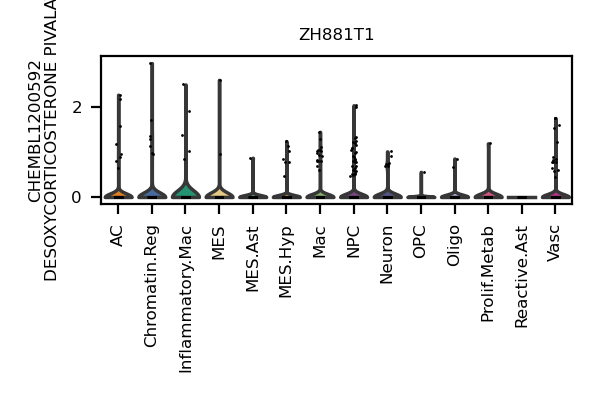 ZH881T1
CHEMBL1200592
DESOXYCORTICOSTERONE PIVALA
2
0
AC
Chromatin.Reg
Inflammatory.Mac
MES
MES.Ast
MES.Hyp
Mac
NPC
Neuron
OPC
Oligo
Prolif.Metab
Reactive.Ast
Vasc